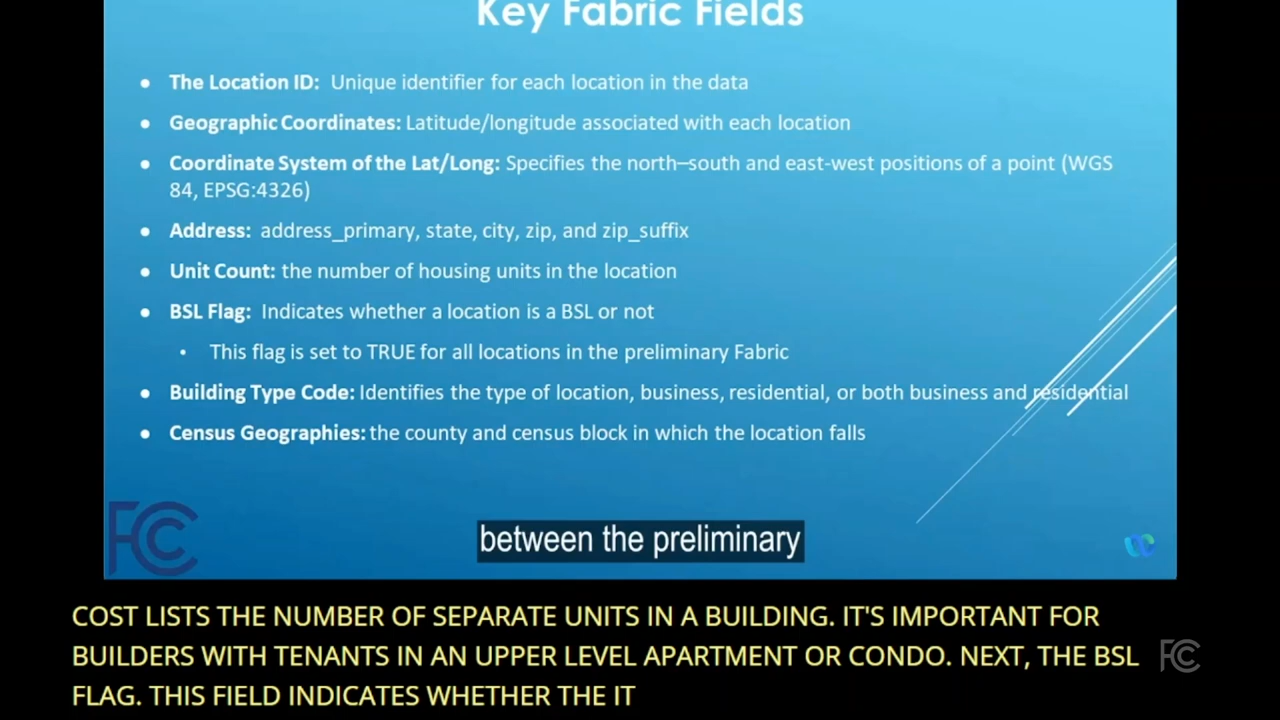 Key Fabric Fields
● The Location ID: Unique identifier for each location in the data
● Geographic Coordinates: Latitude/longitude associated with each location
● Coordinate System of the Lat/Long: Specifies the north–south and east-west positions of a point (WGS
84, EPSG:4326)
● Address: address_primary, state, city, zip, and zip_suffix
● Unit Count: the number of housing units in the location
● BSL Flag: Indicates whether a location is a BSL or not
• This flag is set to TRUE for all locations in the preliminary Fabric
● Building Type Code: Identifies the type of location, business, residential, or both business and residential
● Census Geographies: the county and census block in which the location falls
FCC
between the preliminary
COST LISTS THE NUMBER OF SEPARATE UNITS IN A BUILDING. IT'S IMPORTANT FOR
BUILDERS WITH TENANTS IN AN UPPER LEVEL APARTMENT OR CONDO. NEXT, THE BSL
FCC
FLAG. THIS FIELD INDICATES WHETHER THE IT